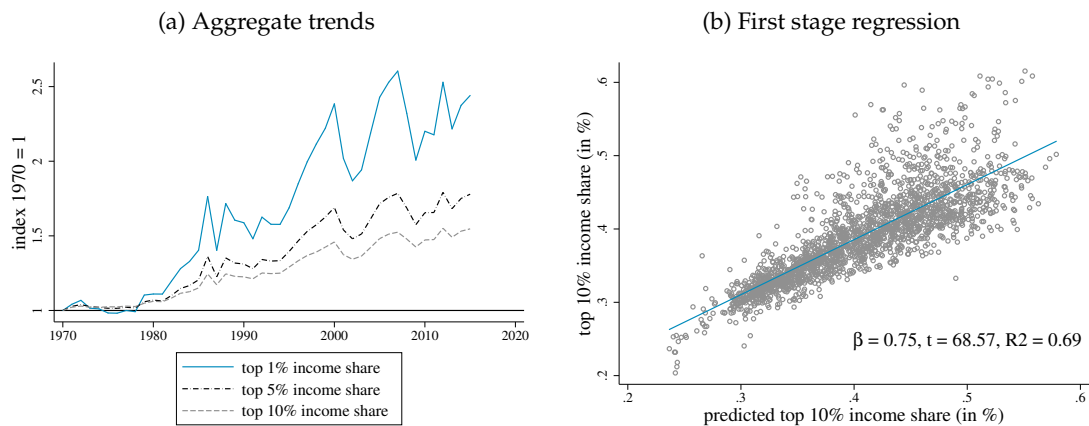 (a) Aggregate trends
index 1970 = 1
2.5
2
1.5
1
1970
1980
1990
2000
2010
2020
top 1% income share
top 5% income share
top 10% income share
(b) First stage regression
top 10% income share (in %)
.6
.5
.4
.3
.2
β = 0.75, t = 68.57, R2 = 0.69
.2
.3
.4
.5
.6
predicted top 10% income share (in %)